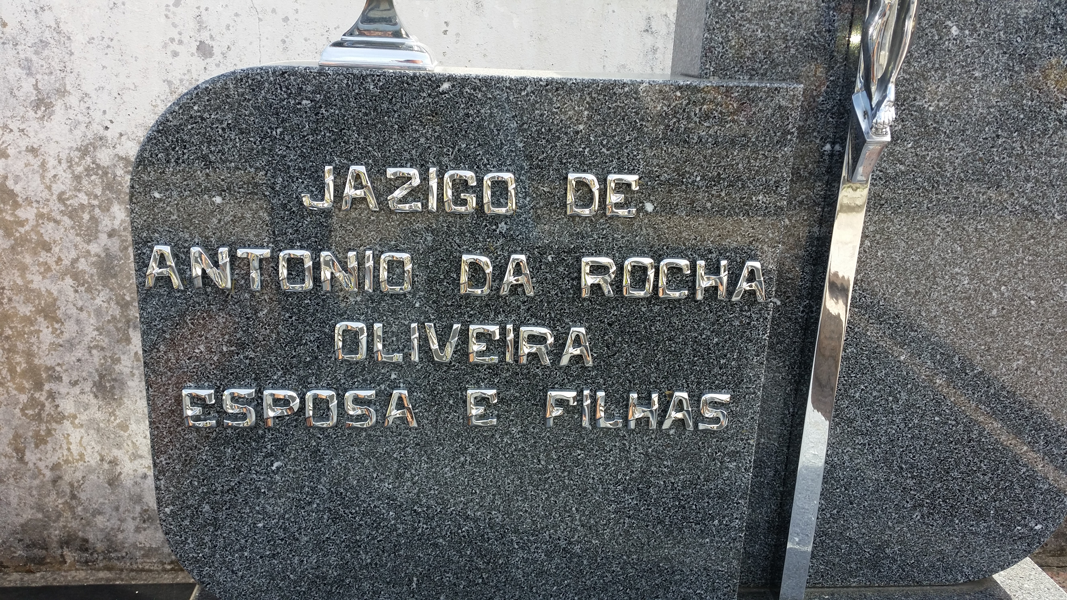 JAZIGO DE
ANTONIO DA ROCHA
OLIVEIRA
ESPOSA E FILHAS